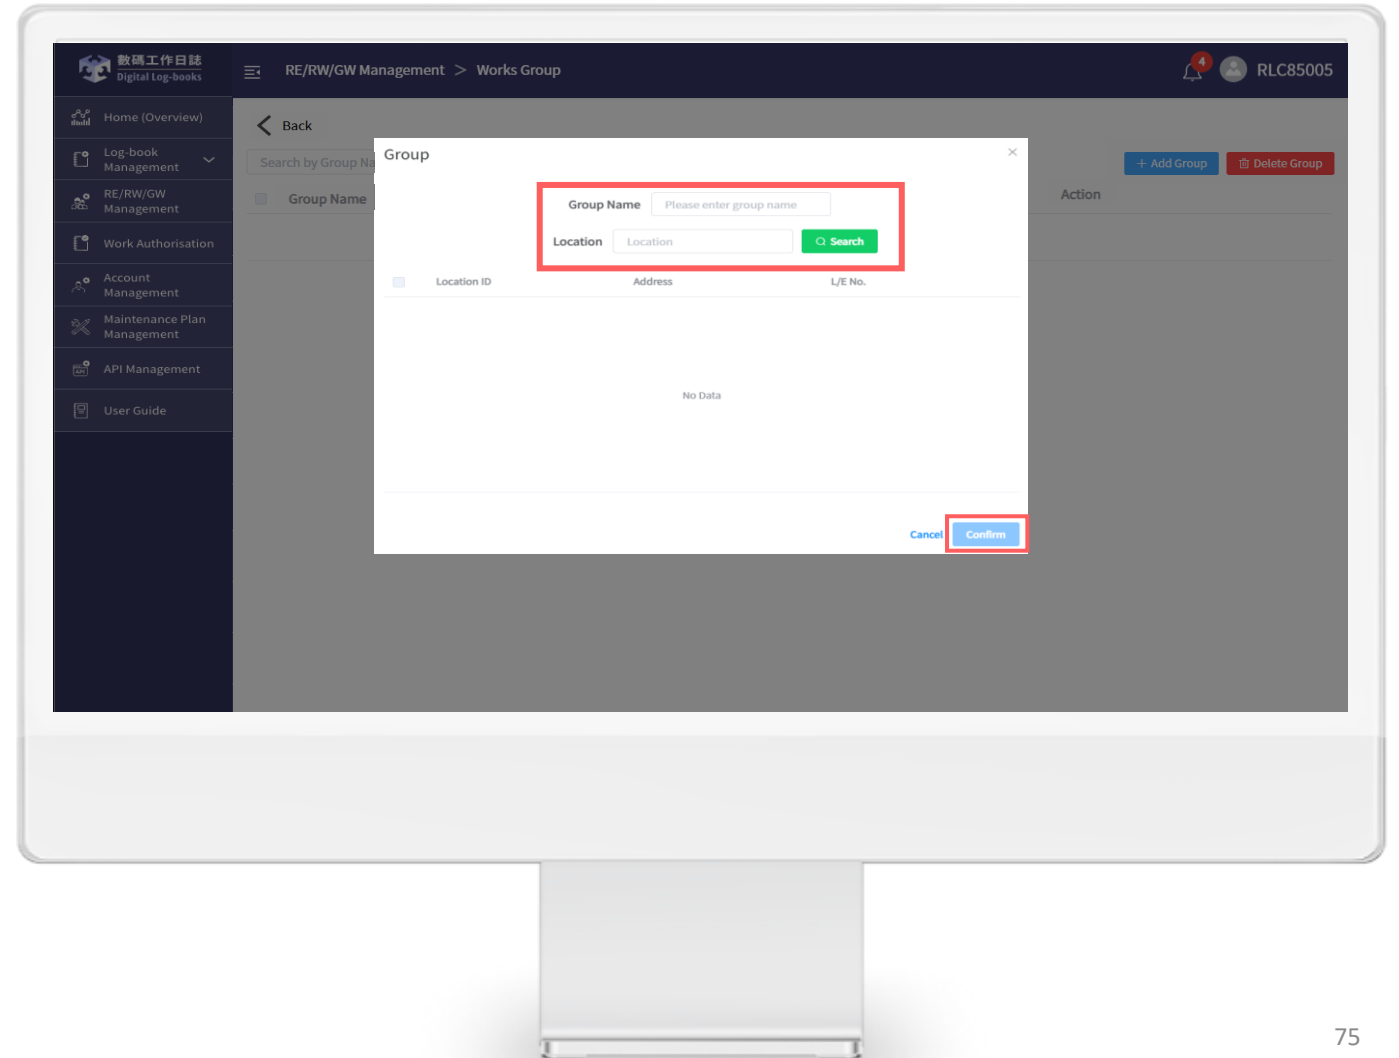 數碼工作日誌
Digital Log-books
RE/RW/GW Management > Works Group
4
RLC85005
Home (Overview)
Log-book
Management
RE/RW/GW
Management
Work Authorisation
Account
Management
Maintenance Plan
Management
API Management
User Guide
Back
Search by Group Na
+ Add Group
Delete Group
Group Name
Action
Group
×
Group Name Please enter group name
Location Location Search
Location ID Address L/E No.
No Data
Cancel Confirm
75